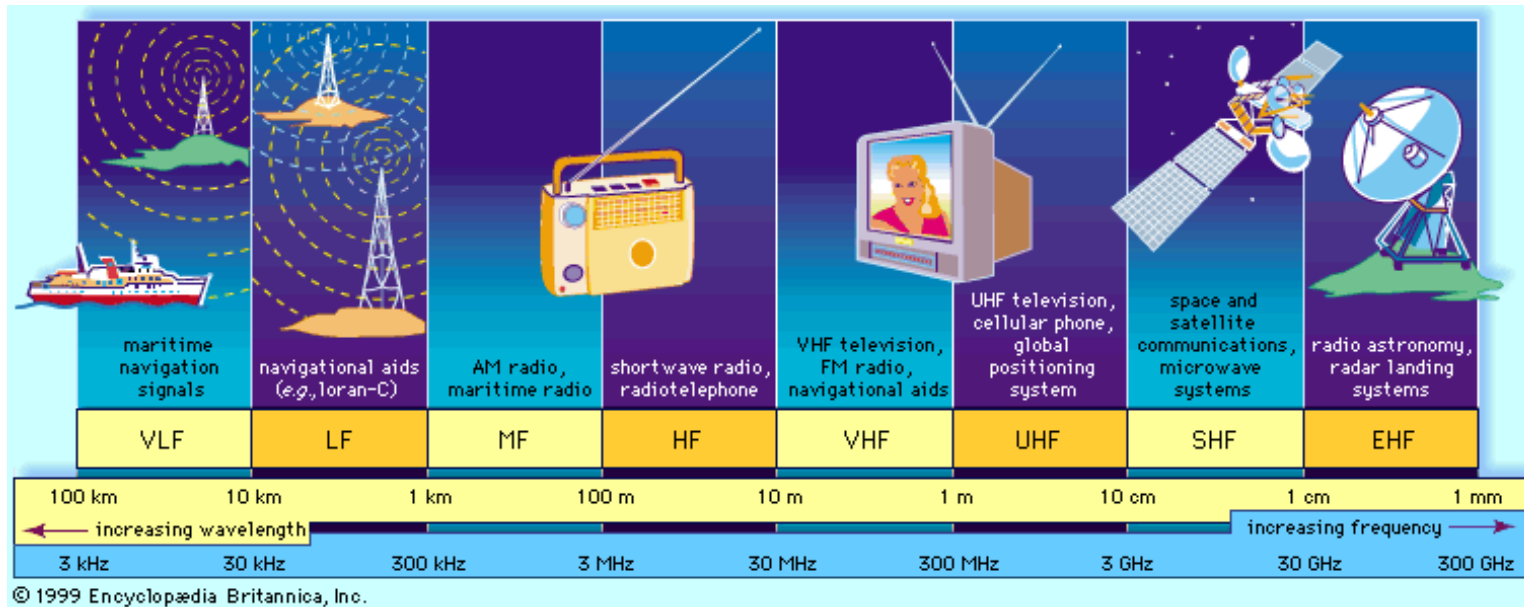 maritime
navigation
signals
navigational aids
(e.g., loran-C)
AM radio,
maritime radio
shortwave radio,
radiotelephone
VHF television,
FM radio,
navigational aids
UHF television,
cellular phone,
global
positioning
system
space and
satellite
communications,
microwave
systems
radio astronomy,
radar landing
systems
VLF LF MF HF VHF UHF SHF EHF
100 km 10 km 1 km 100 m 10 m 1 m 10 cm 1 cm 1 mm
increasing wavelength increasing frequency
3 kHz 30 kHz 300 kHz 3 MHz 30 MHz 300 MHz 3 GHz 30 GHz 300 GHz
© 1999 Encyclopædia Britannica, Inc.